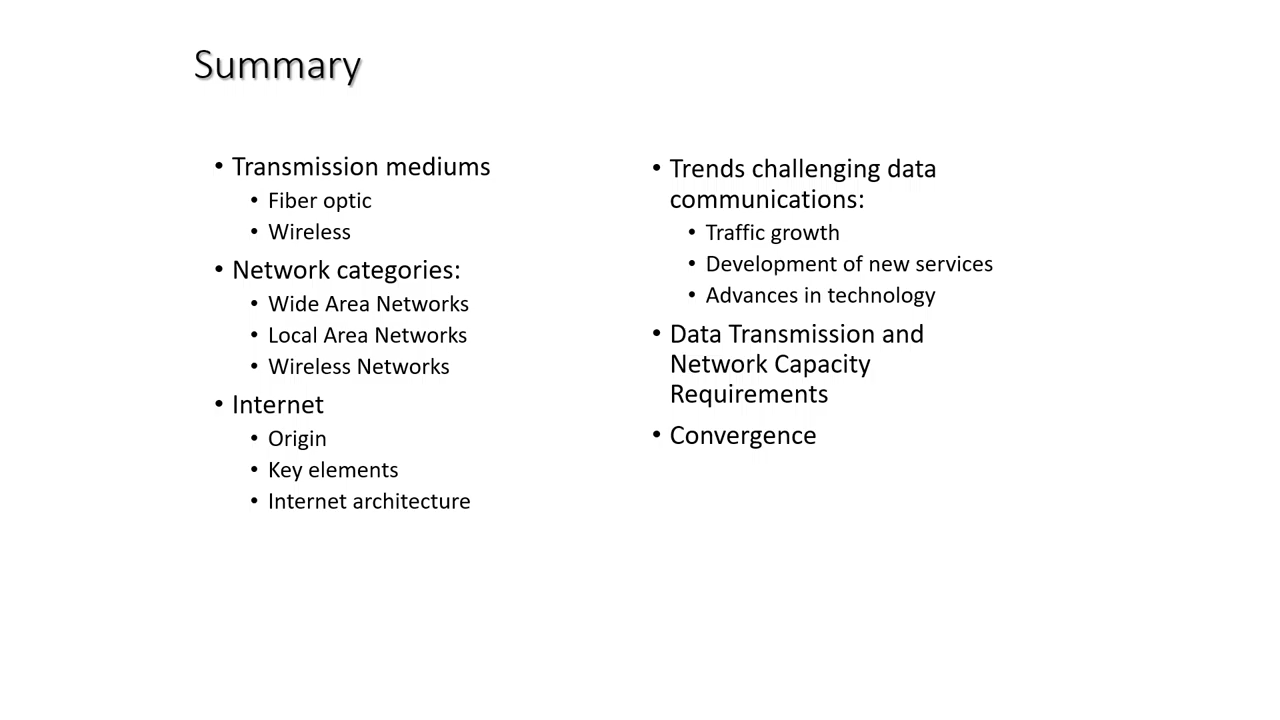 Summary
• Transmission mediums
• Fiber optic
• Wireless
• Network categories:
• Wide Area Networks
• Local Area Networks
• Wireless Networks
• Internet
• Origin
• Key elements
• Internet architecture
• Trends challenging data
communications:
• Traffic growth
• Development of new services
• Advances in technology
• Data Transmission and
Network Capacity
Requirements
• Convergence